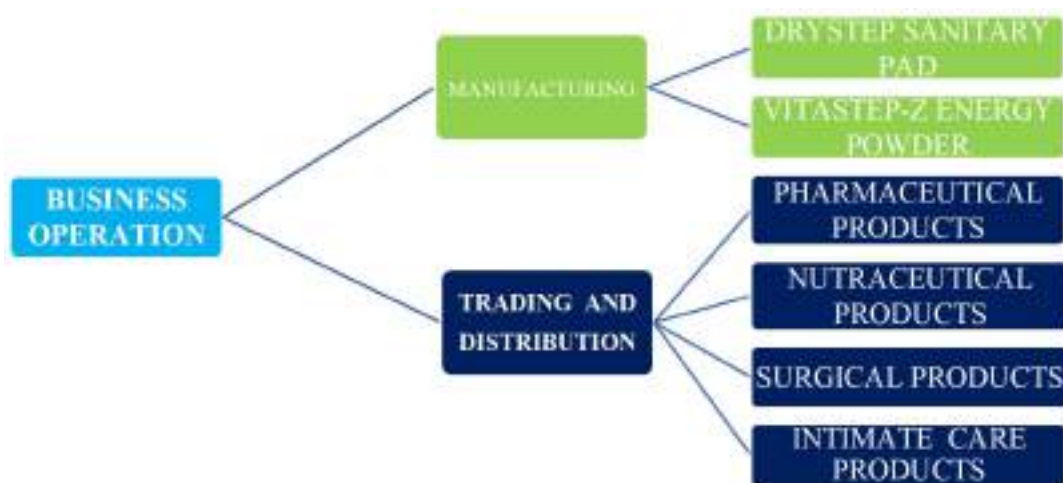 BUSINESS
OPERATION
MANUFACTURING
DRYSTEP SANITARY
PAD
VITASTEP-Z ENERGY
POWDER
TRADING AND
DISTRIBUTION
PHARMACEUTICAL
PRODUCTS
NUTRACEUTICAL
PRODUCTS
SURGICAL PRODUCTS
INTIMATE CARE
PRODUCTS